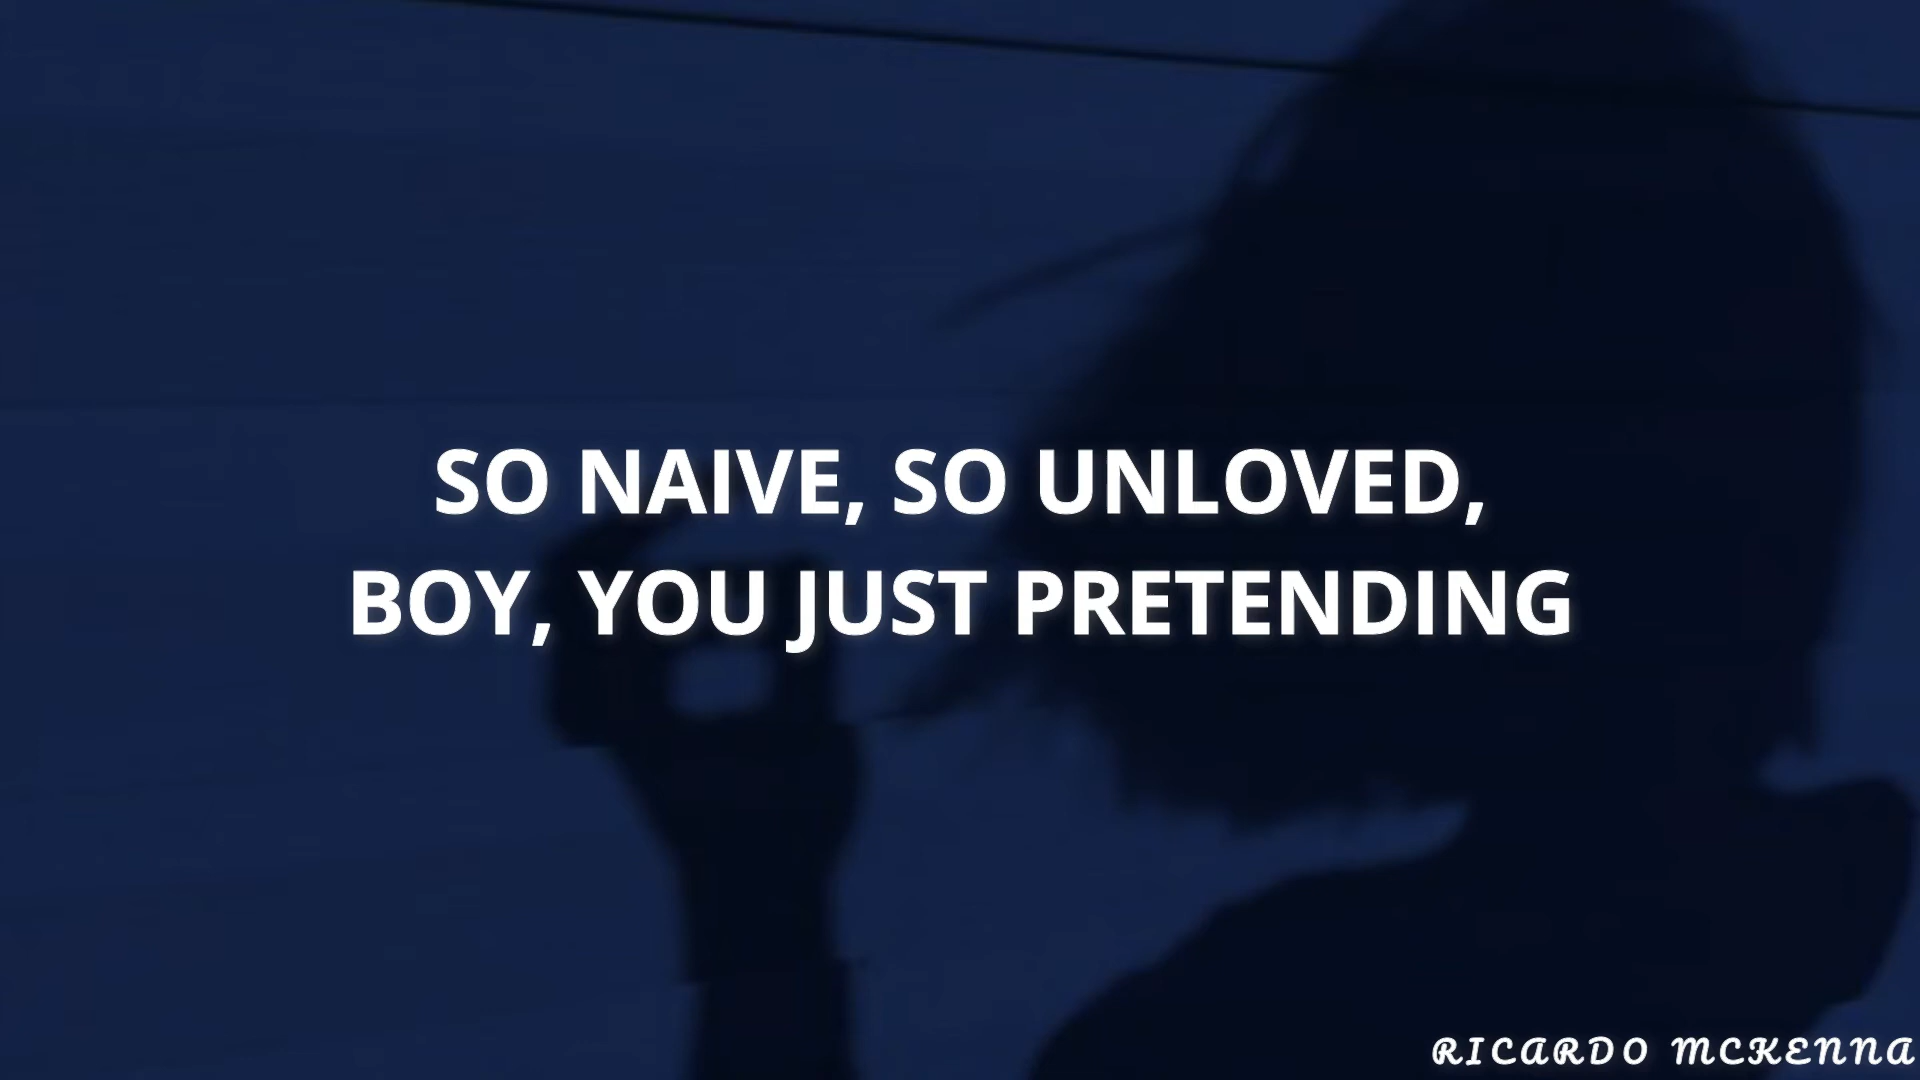 SO NAIVE, SO UNLOVED,
BOY, YOU JUST PRETENDING
RICARDO MCKENNA